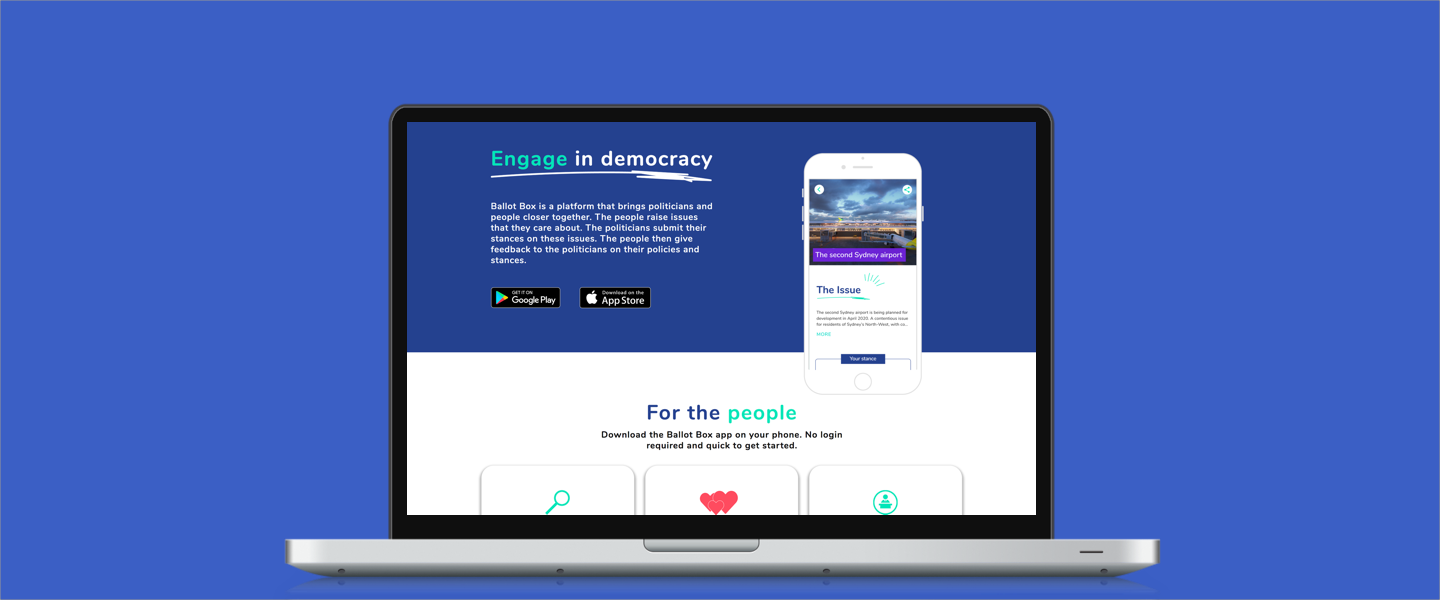 Engage in democracy
Ballot Box is a platform that brings politicians and
people closer together. The people raise issues
that they care about. The politicians submit their
stances on these issues. The people then give
feedback to the politicians on their policies and
stances.
GET IT ON
Google Play
Download on the
App Store
The second Sydney airport
The Issue
The second Sydney airport is being planned for
development in April 2020. A contentious issue
for residents of Sydney's North-West, with co...
MORE
Your stance
For the people
Download the Ballot Box app on your phone. No login
required and quick to get started.